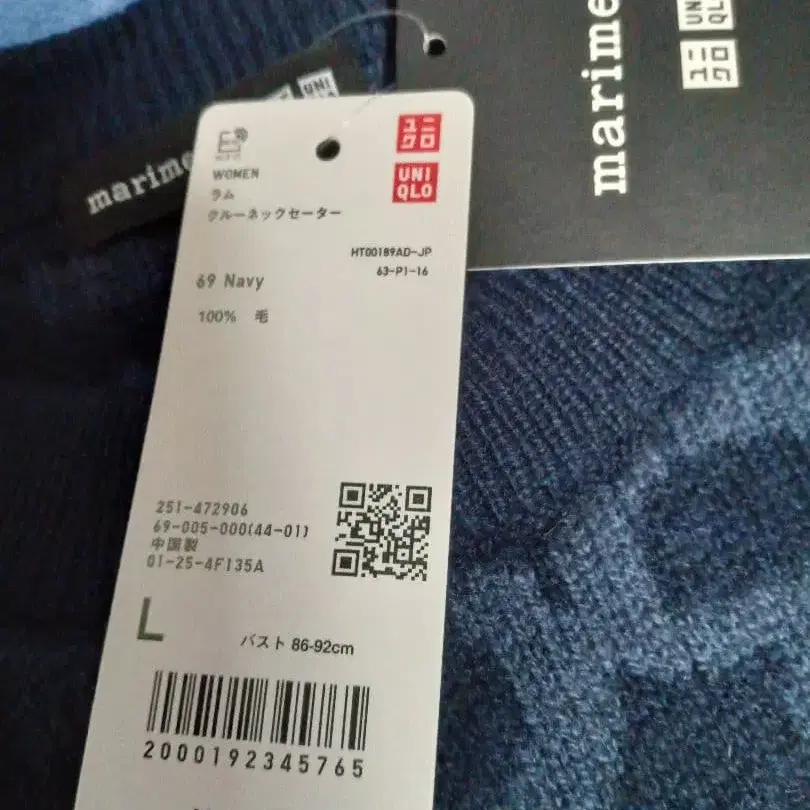 marime
UNI
marime
UNI
QLO
ユニ
クロ
ユニ
クロ
UNI
QLO
WOMEN
ラム
クルーネックセーター
HT00189AD-JP
63-P1-16
69 Navy
100% 毛
251-472906
69-005-000(44-01)
中国製
01-25-4F135A
L
バスト 86-92cm
2000192345765